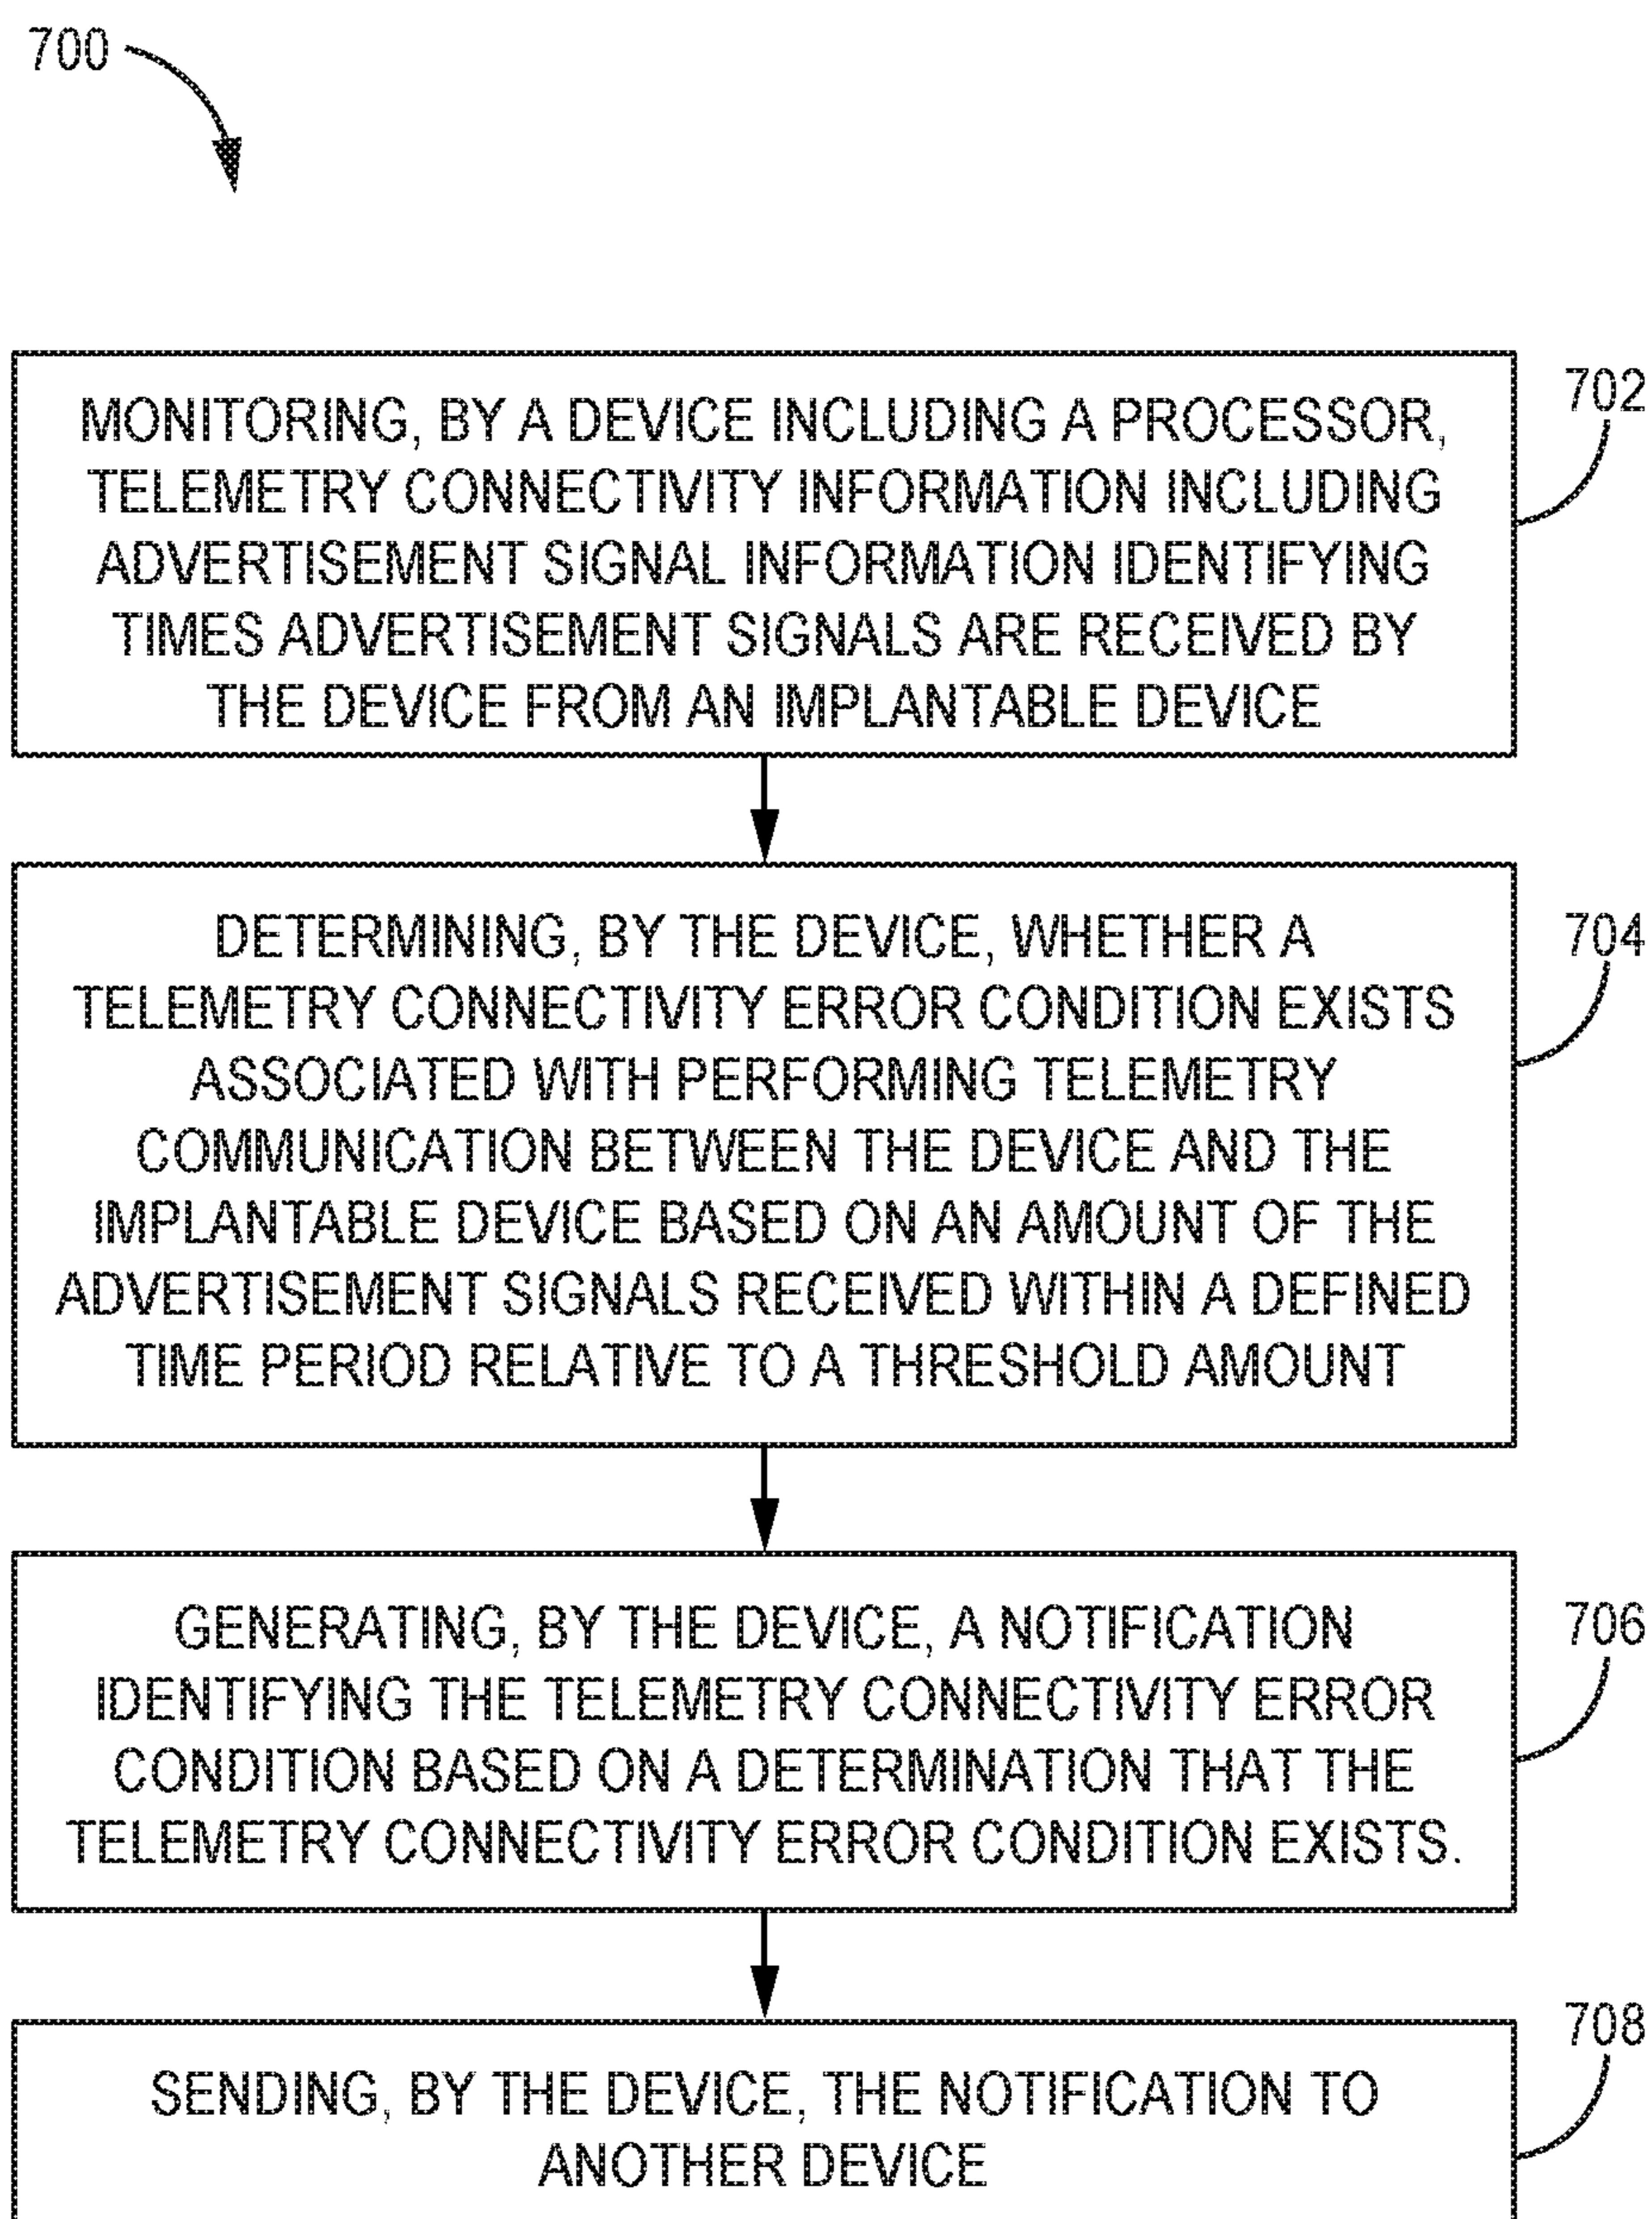 700
702
MONITORING, BY A DEVICE INCLUDING A PROCESSOR,
TELEMETRY CONNECTIVITY INFORMATION INCLUDING
ADVERTISEMENT SIGNAL INFORMATION IDENTIFYING
TIMES ADVERTISEMENT SIGNALS ARE RECEIVED BY
THE DEVICE FROM AN IMPLANTABLE DEVICE
704
DETERMINING, BY THE DEVICE, WHETHER A
TELEMETRY CONNECTIVITY ERROR CONDITION EXISTS
ASSOCIATED WITH PERFORMING TELEMETRY
COMMUNICATION BETWEEN THE DEVICE AND THE
IMPLANTABLE DEVICE BASED ON AN AMOUNT OF THE
ADVERTISEMENT SIGNALS RECEIVED WITHIN A DEFINED
TIME PERIOD RELATIVE TO A THRESHOLD AMOUNT
706
GENERATING, BY THE DEVICE, A NOTIFICATION
IDENTIFYING THE TELEMETRY CONNECTIVITY ERROR
CONDITION BASED ON A DETERMINATION THAT THE
TELEMETRY CONNECTIVITY ERROR CONDITION EXISTS.
708
SENDING, BY THE DEVICE, THE NOTIFICATION TO
ANOTHER DEVICE